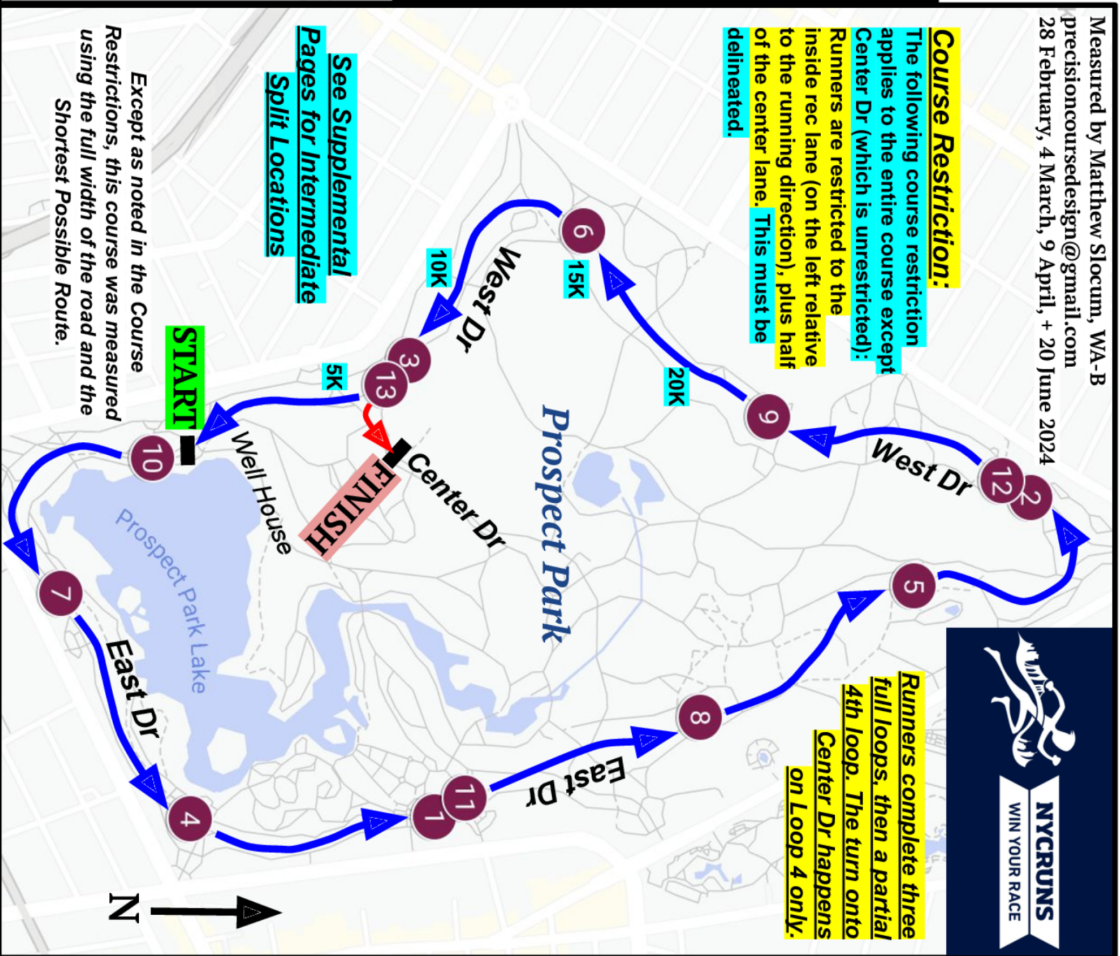 Measured by Matthew Slocum, WA-B
precisioncoursedesign@gmail.com
28 February, 4 March, 9 April, + 20 June 2024
NYCRUNS
WIN YOUR RACE
Course Restriction:
The following course restriction
applies to the entire course except
Center Dr (which is unrestricted):
Runners are restricted to the
inside rec lane (on the left relative
to the running direction), plus half
of the center lane. This must be
delineated.
Runners complete three
full loops, then a partial
4th loop. The turn onto
Center Dr happens
on Loop 4 only.
2
12
West Dr
5
9
20K
8
6
15K
Prospect Park
East Dr
West Dr
10K
11
1
3
13
Center Dr
5K
FINISH
See Supplemental
Pages for Intermediate
Split Locations
Well House
START
10
4
Prospect Park Lake
East Dr
7
N
Except as noted in the Course
Restrictions, this course was measured
using the full width of the road and the
Shortest Possible Route.